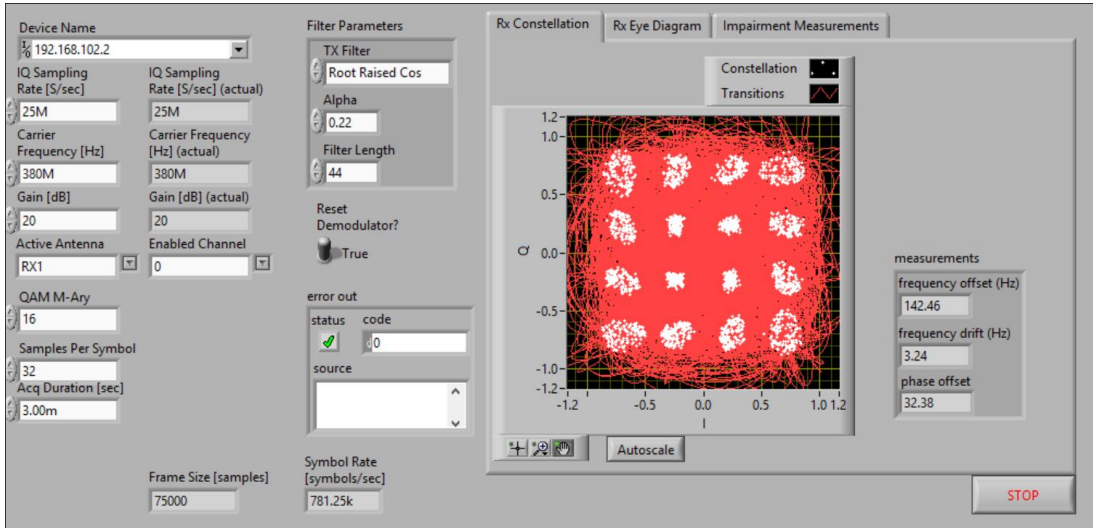 Device Name
192.168.102.2
IQ Sampling
Rate [S/sec]
25M
IQ Sampling
Rate [S/sec] (actual)
25M
Carrier
Frequency [Hz]
380M
Carrier Frequency
[Hz] (actual)
380M
Gain [dB]
20
Gain [dB] (actual)
20
Active Antenna
RX1
Enabled Channel
0
QAM M-Ary
16
Samples Per Symbol
32
Acq Duration [sec]
3.00m
Frame Size [samples]
75000
Filter Parameters
TX Filter
Root Raised Cos
Alpha
0.22
Filter Length
44
Reset
Demodulator?
True
error out
status
code
d0
source
Symbol Rate
[symbols/sec]
781.25k
Rx Constellation
Rx Eye Diagram
Impairment Measurements
Constellation
Transitions
1.2
1.0
0.5
0.0
-0.5
-1.0
-1.2
Q
-1.2
-0.5
0.0
0.5
1.0
1.2
I
Autoscale
measurements
frequency offset (Hz)
142.46
frequency drift (Hz)
3.24
phase offset
32.38
STOP